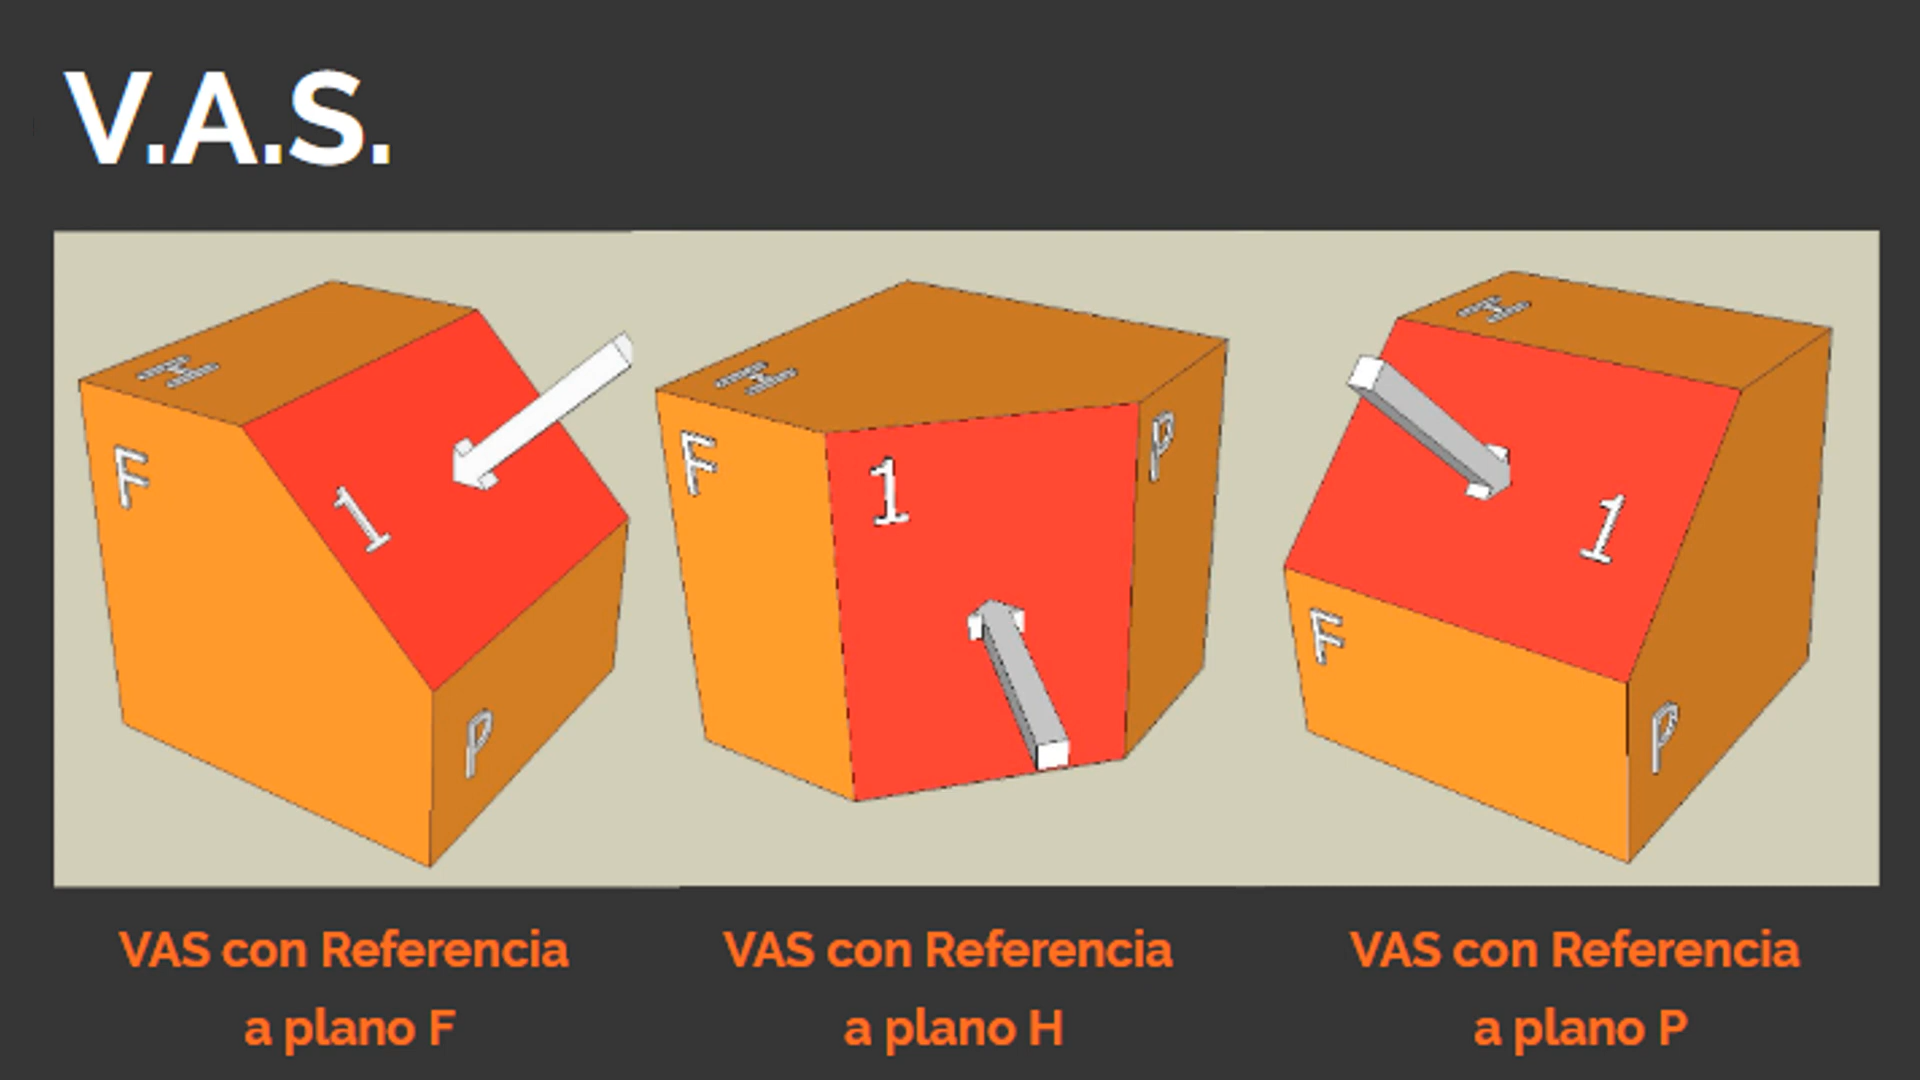 V.A.S.
H
F
1
P
H
F
1
P
H
F
1
P
VAS con Referencia
a plano F
VAS con Referencia
a plano H
VAS con Referencia
a plano P